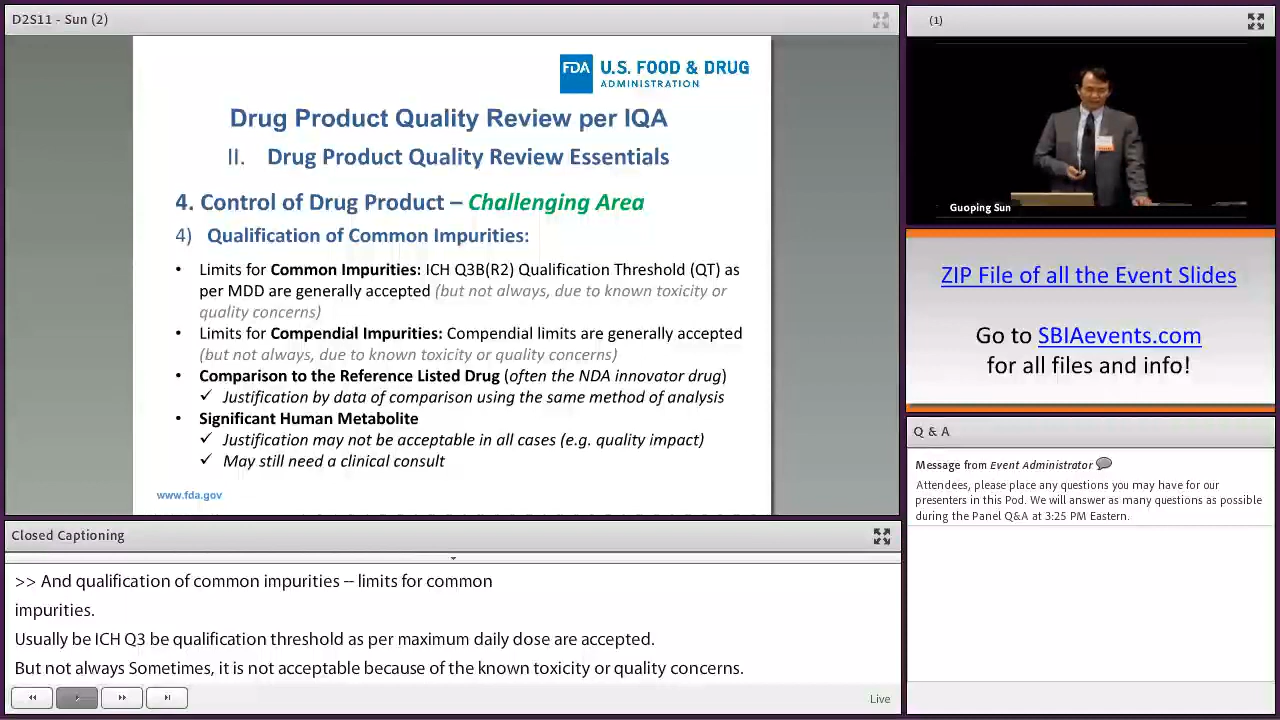 D2S11 - Sun (2)
FDA U.S. FOOD & DRUG
ADMINISTRATION
Drug Product Quality Review per IQA
II. Drug Product Quality Review Essentials
4. Control of Drug Product – Challenging Area
4) Qualification of Common Impurities:
• Limits for Common Impurities: ICH Q3B(R2) Qualification Threshold (QT) as
per MDD are generally accepted (but not always, due to known toxicity or
quality concerns)
• Limits for Compendial Impurities: Compendial limits are generally accepted
(but not always, due to known toxicity or quality concerns)
• Comparison to the Reference Listed Drug (often the NDA innovator drug)
✓ Justification by data of comparison using the same method of analysis
• Significant Human Metabolite
✓ Justification may not be acceptable in all cases (e.g. quality impact)
✓ May still need a clinical consult
www.fda.gov
(1)
Guoping Sun
ZIP File of all the Event Slides
Go to SBIAevents.com
for all files and info!
Q & A
Message from Event Administrator
Attendees, please place any questions you may have for our
presenters in this Pod. We will answer as many questions as possible
during the Panel Q&A at 3:25 PM Eastern.
Closed Captioning
>> And qualification of common impurities -- limits for common
impurities.
Usually be ICH Q3 be qualification threshold as per maximum daily dose are accepted.
But not always Sometimes, it is not acceptable because of the known toxicity or quality concerns.
Live